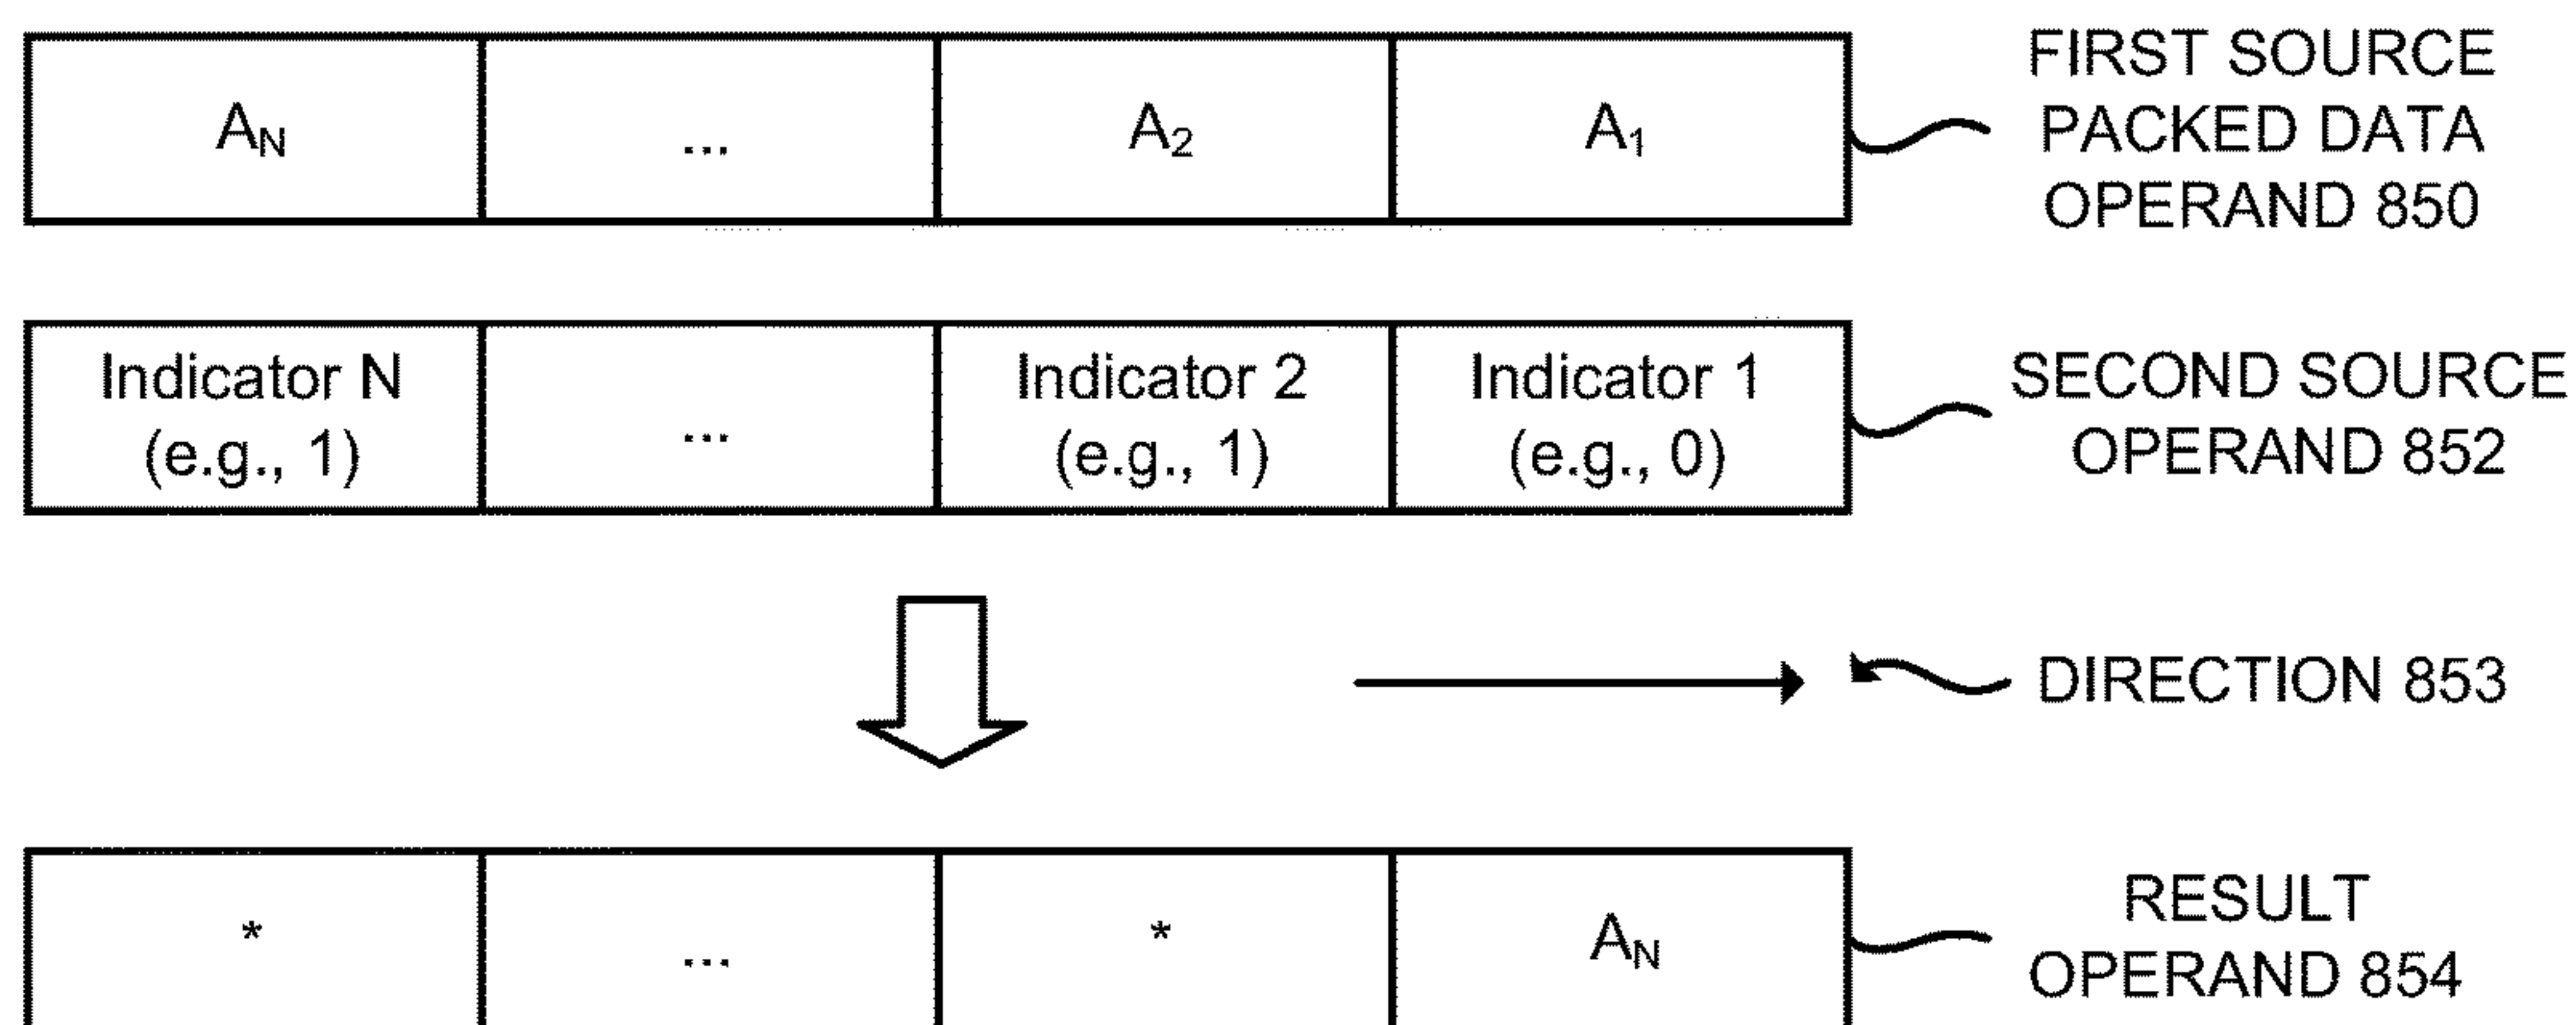 A_N ... A_2 A_1
FIRST SOURCE
PACKED DATA
OPERAND 850
Indicator N ... Indicator 2 Indicator 1
(e.g., 1) (e.g., 1) (e.g., 0)
SECOND SOURCE
OPERAND 852
DIRECTION 853
* ... * A_N
RESULT
OPERAND 854